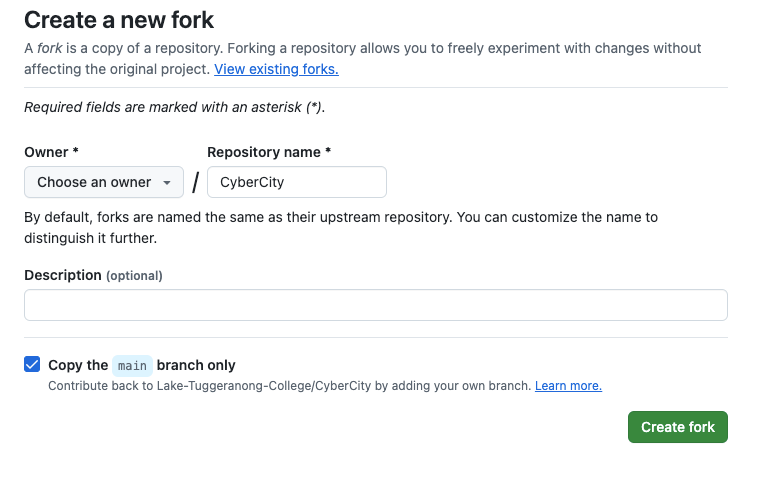 Create a new fork
A fork is a copy of a repository. Forking a repository allows you to freely experiment with changes without
affecting the original project. View existing forks.
Required fields are marked with an asterisk (*).
Owner * Repository name *
Choose an owner / CyberCity
By default, forks are named the same as their upstream repository. You can customize the name to
distinguish it further.
Description (optional)
Copy the main branch only
Contribute back to Lake-Tuggeranong-College/CyberCity by adding your own branch. Learn more.
Create fork